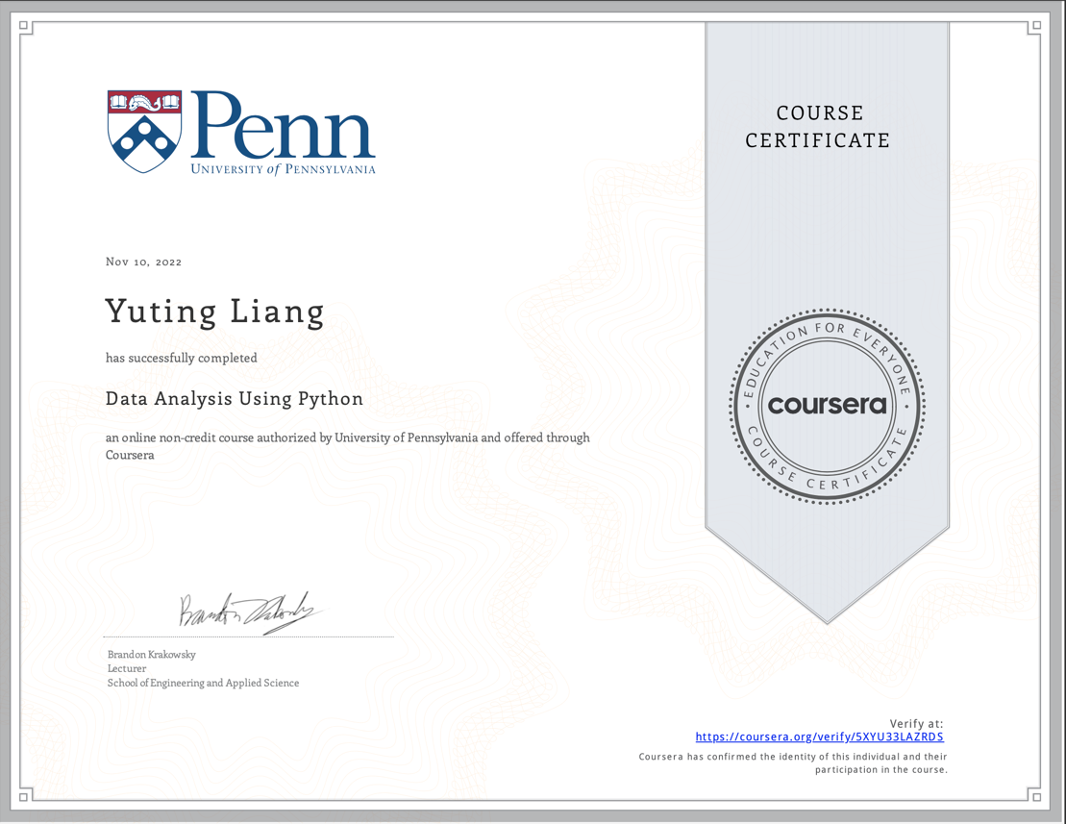 Penn
UNIVERSITY of PENNSYLVANIA
COURSE
CERTIFICATE
Nov 10, 2022
Yuting Liang
has successfully completed
Data Analysis Using Python
an online non-credit course authorized by University of Pennsylvania and offered through
Coursera
EDUCATION FOR EVERYONE
coursera
COURSE CERTIFICATE
Brandon Krakowsky
Lecturer
School of Engineering and Applied Science
Verify at:
https://coursera.org/verify/5XYU33LAZRDS
Coursera has confirmed the identity of this individual and their
participation in the course.